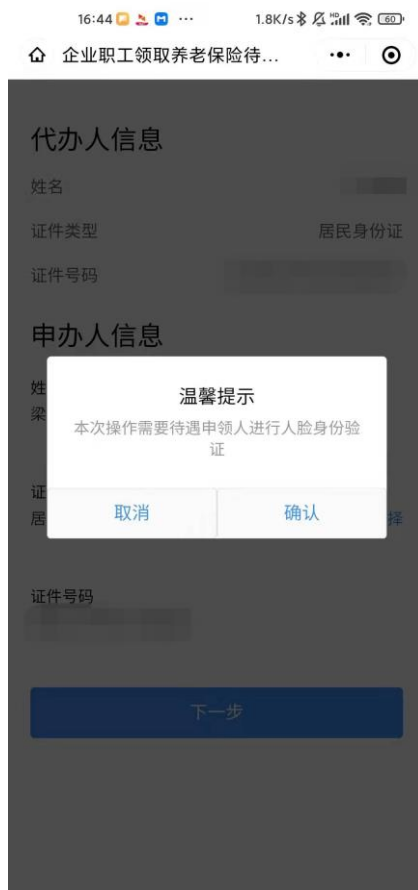 16:44 ··· 1.8K/s HD 60
企业职工领取养老保险待...
代办人信息
姓名
证件类型 居民身份证
证件号码
申办人信息
姓
梁
温馨提示
本次操作需要待遇申领人进行人脸身份验
证
取消 确认
证
居 择
证件号码
下一步